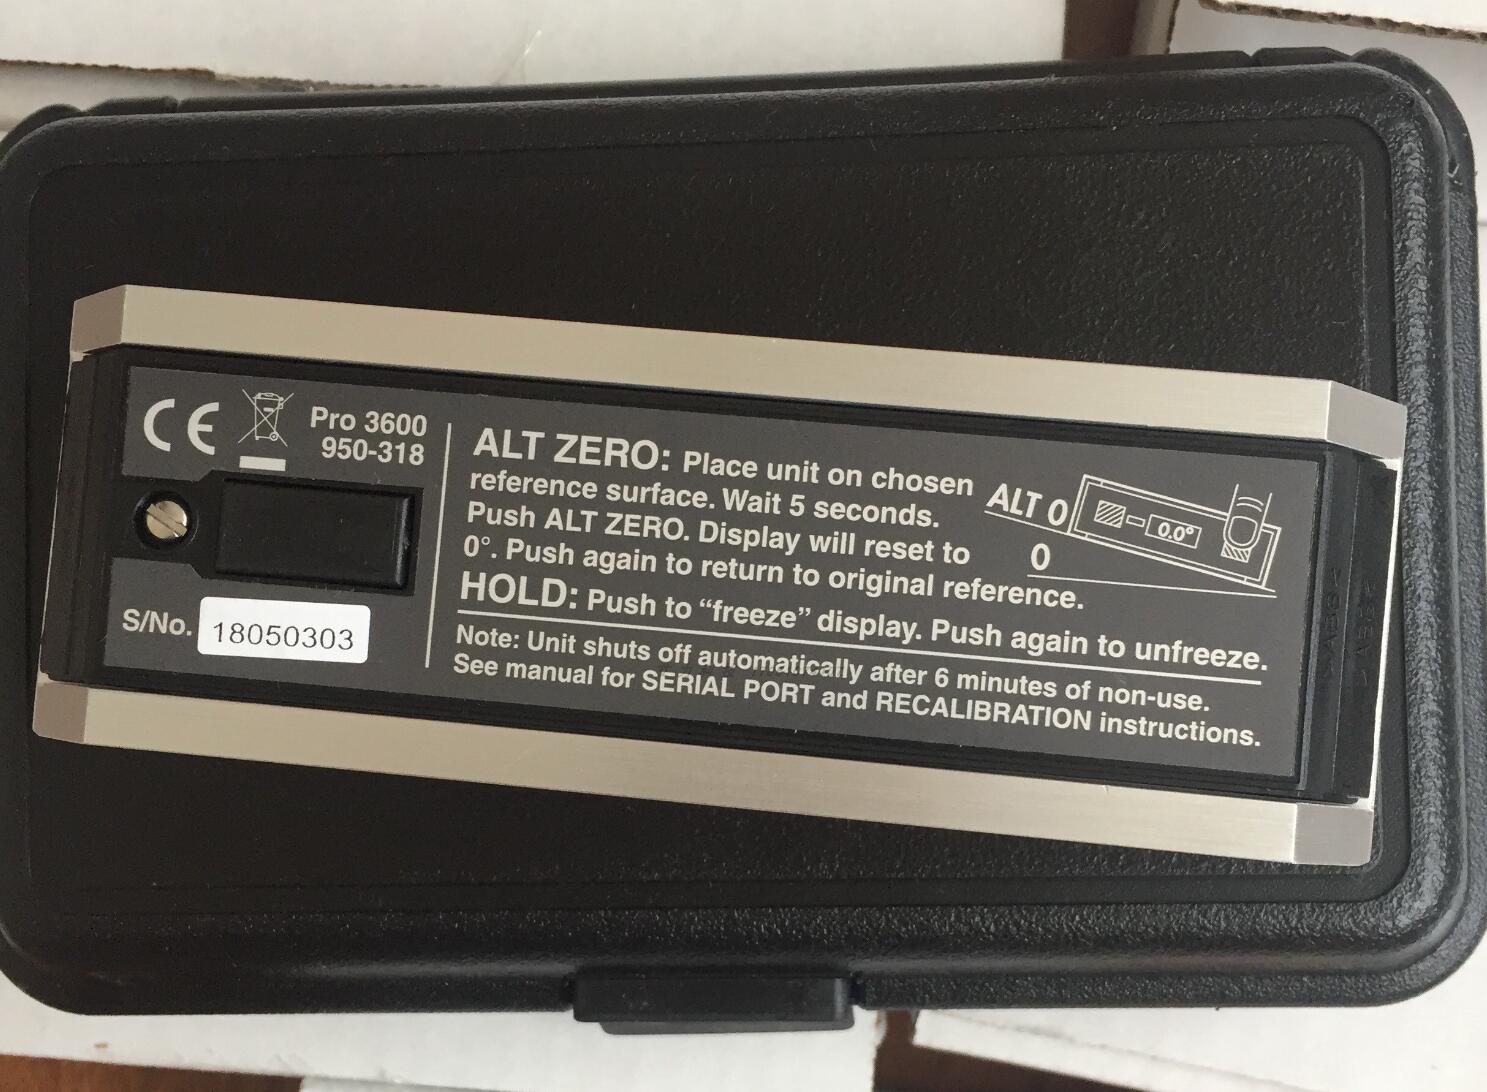 CE
Pro 3600
950-318
S/No. 18050303
ALT ZERO: Place unit on chosen
reference surface. Wait 5 seconds.
Push ALT ZERO. Display will reset to
0°. Push again to return to original reference.
ALT 0
0.0°
0
HOLD: Push to “freeze” display. Push again to unfreeze.
Note: Unit shuts off automatically after 6 minutes of non-use.
See manual for SERIAL PORT and RECALIBRATION instructions.